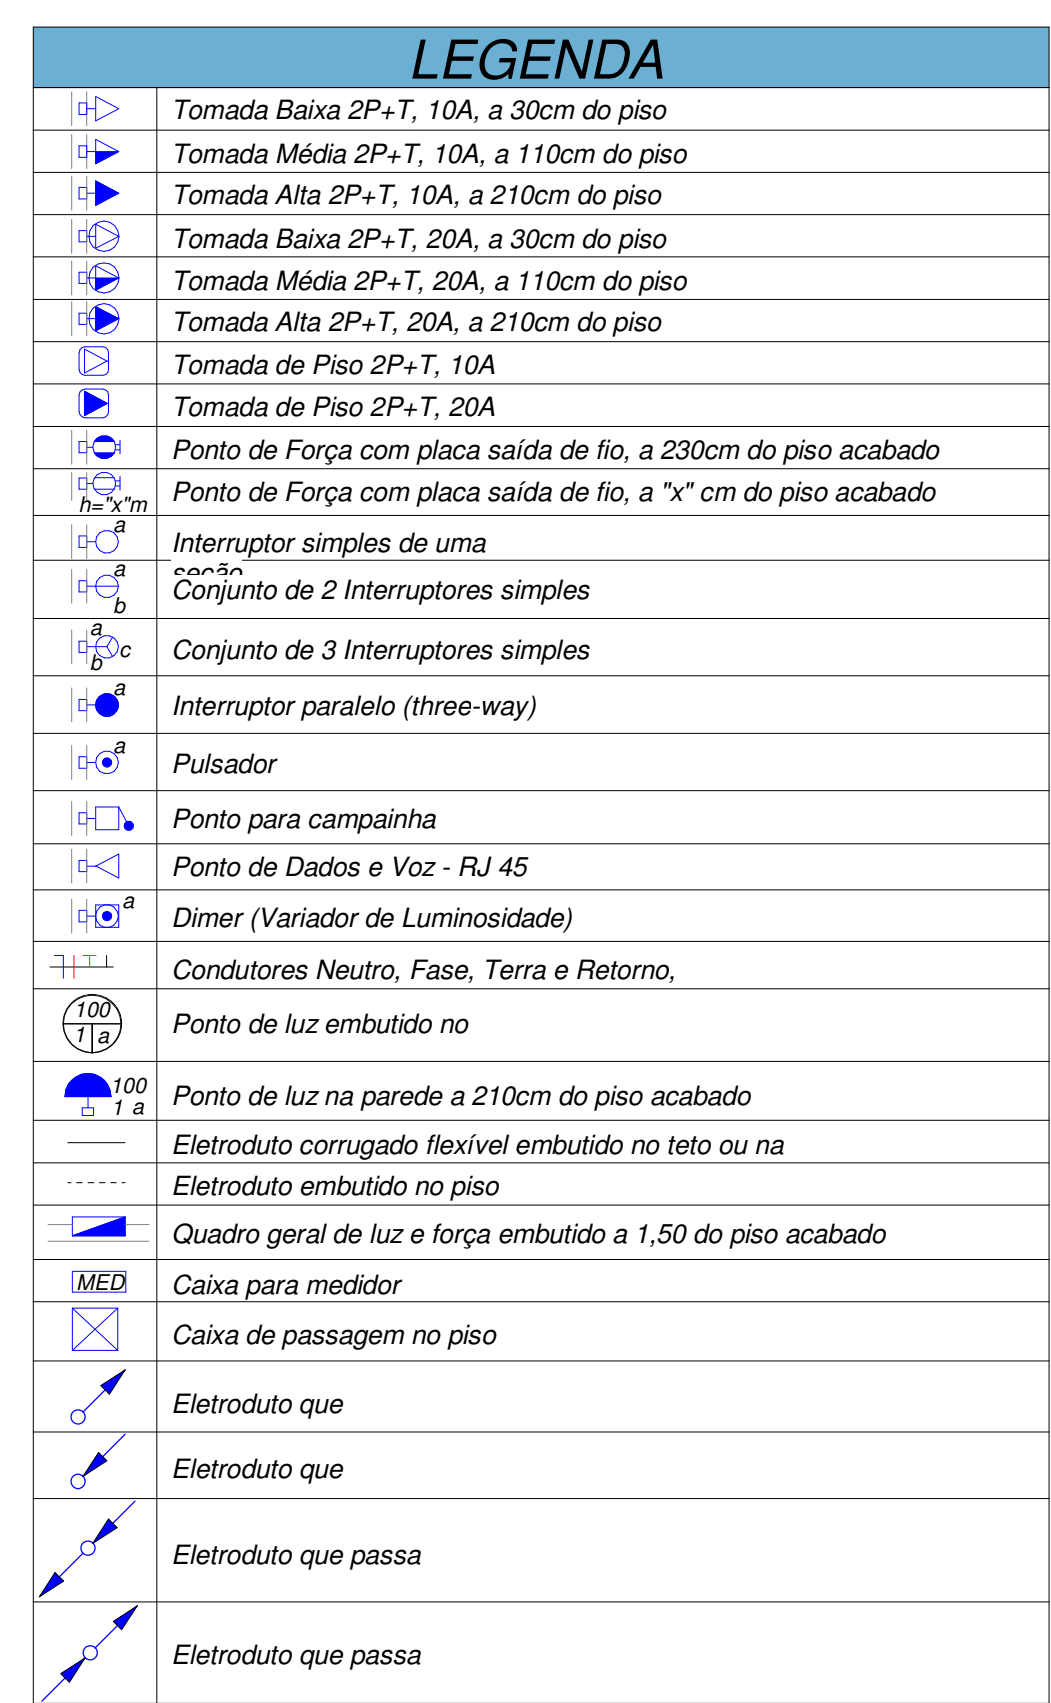 LEGENDA
Tomada Baixa 2P+T, 10A, a 30cm do piso
Tomada Média 2P+T, 10A, a 110cm do piso
Tomada Alta 2P+T, 10A, a 210cm do piso
Tomada Baixa 2P+T, 20A, a 30cm do piso
Tomada Média 2P+T, 20A, a 110cm do piso
Tomada Alta 2P+T, 20A, a 210cm do piso
Tomada de Piso 2P+T, 10A
Tomada de Piso 2P+T, 20A
Ponto de Força com placa saída de fio, a 230cm do piso acabado
h="x"m Ponto de Força com placa saída de fio, a "x" cm do piso acabado
a Interruptor simples de uma
seção
a b Conjunto de 2 Interruptores simples
a b c Conjunto de 3 Interruptores simples
a Interruptor paralelo (three-way)
a Pulsador
Ponto para campainha
Ponto de Dados e Voz - RJ 45
a Dimer (Variador de Luminosidade)
Condutores Neutro, Fase, Terra e Retorno,
100 1 a Ponto de luz embutido no
100 1 a Ponto de luz na parede a 210cm do piso acabado
Eletroduto corrugado flexível embutido no teto ou na
Eletroduto embutido no piso
Quadro geral de luz e força embutido a 1,50 do piso acabado
MED Caixa para medidor
Caixa de passagem no piso
Eletroduto que
Eletroduto que
Eletroduto que passa
Eletroduto que passa